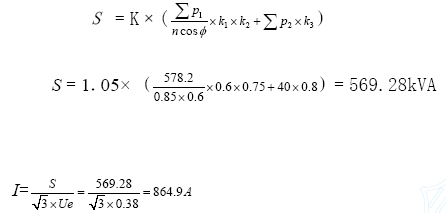 S = K × ( ∑p₁ / n cos ϕ ×k₁×k₂+∑p₂×k₃ )
S = 1.05× ( 578.2 / 0.85×0.6 ×0.6×0.75+40×0.8 ) = 569.28kVA
I= S / √3×Ue = 569.28 / √3×0.38 =864.9A